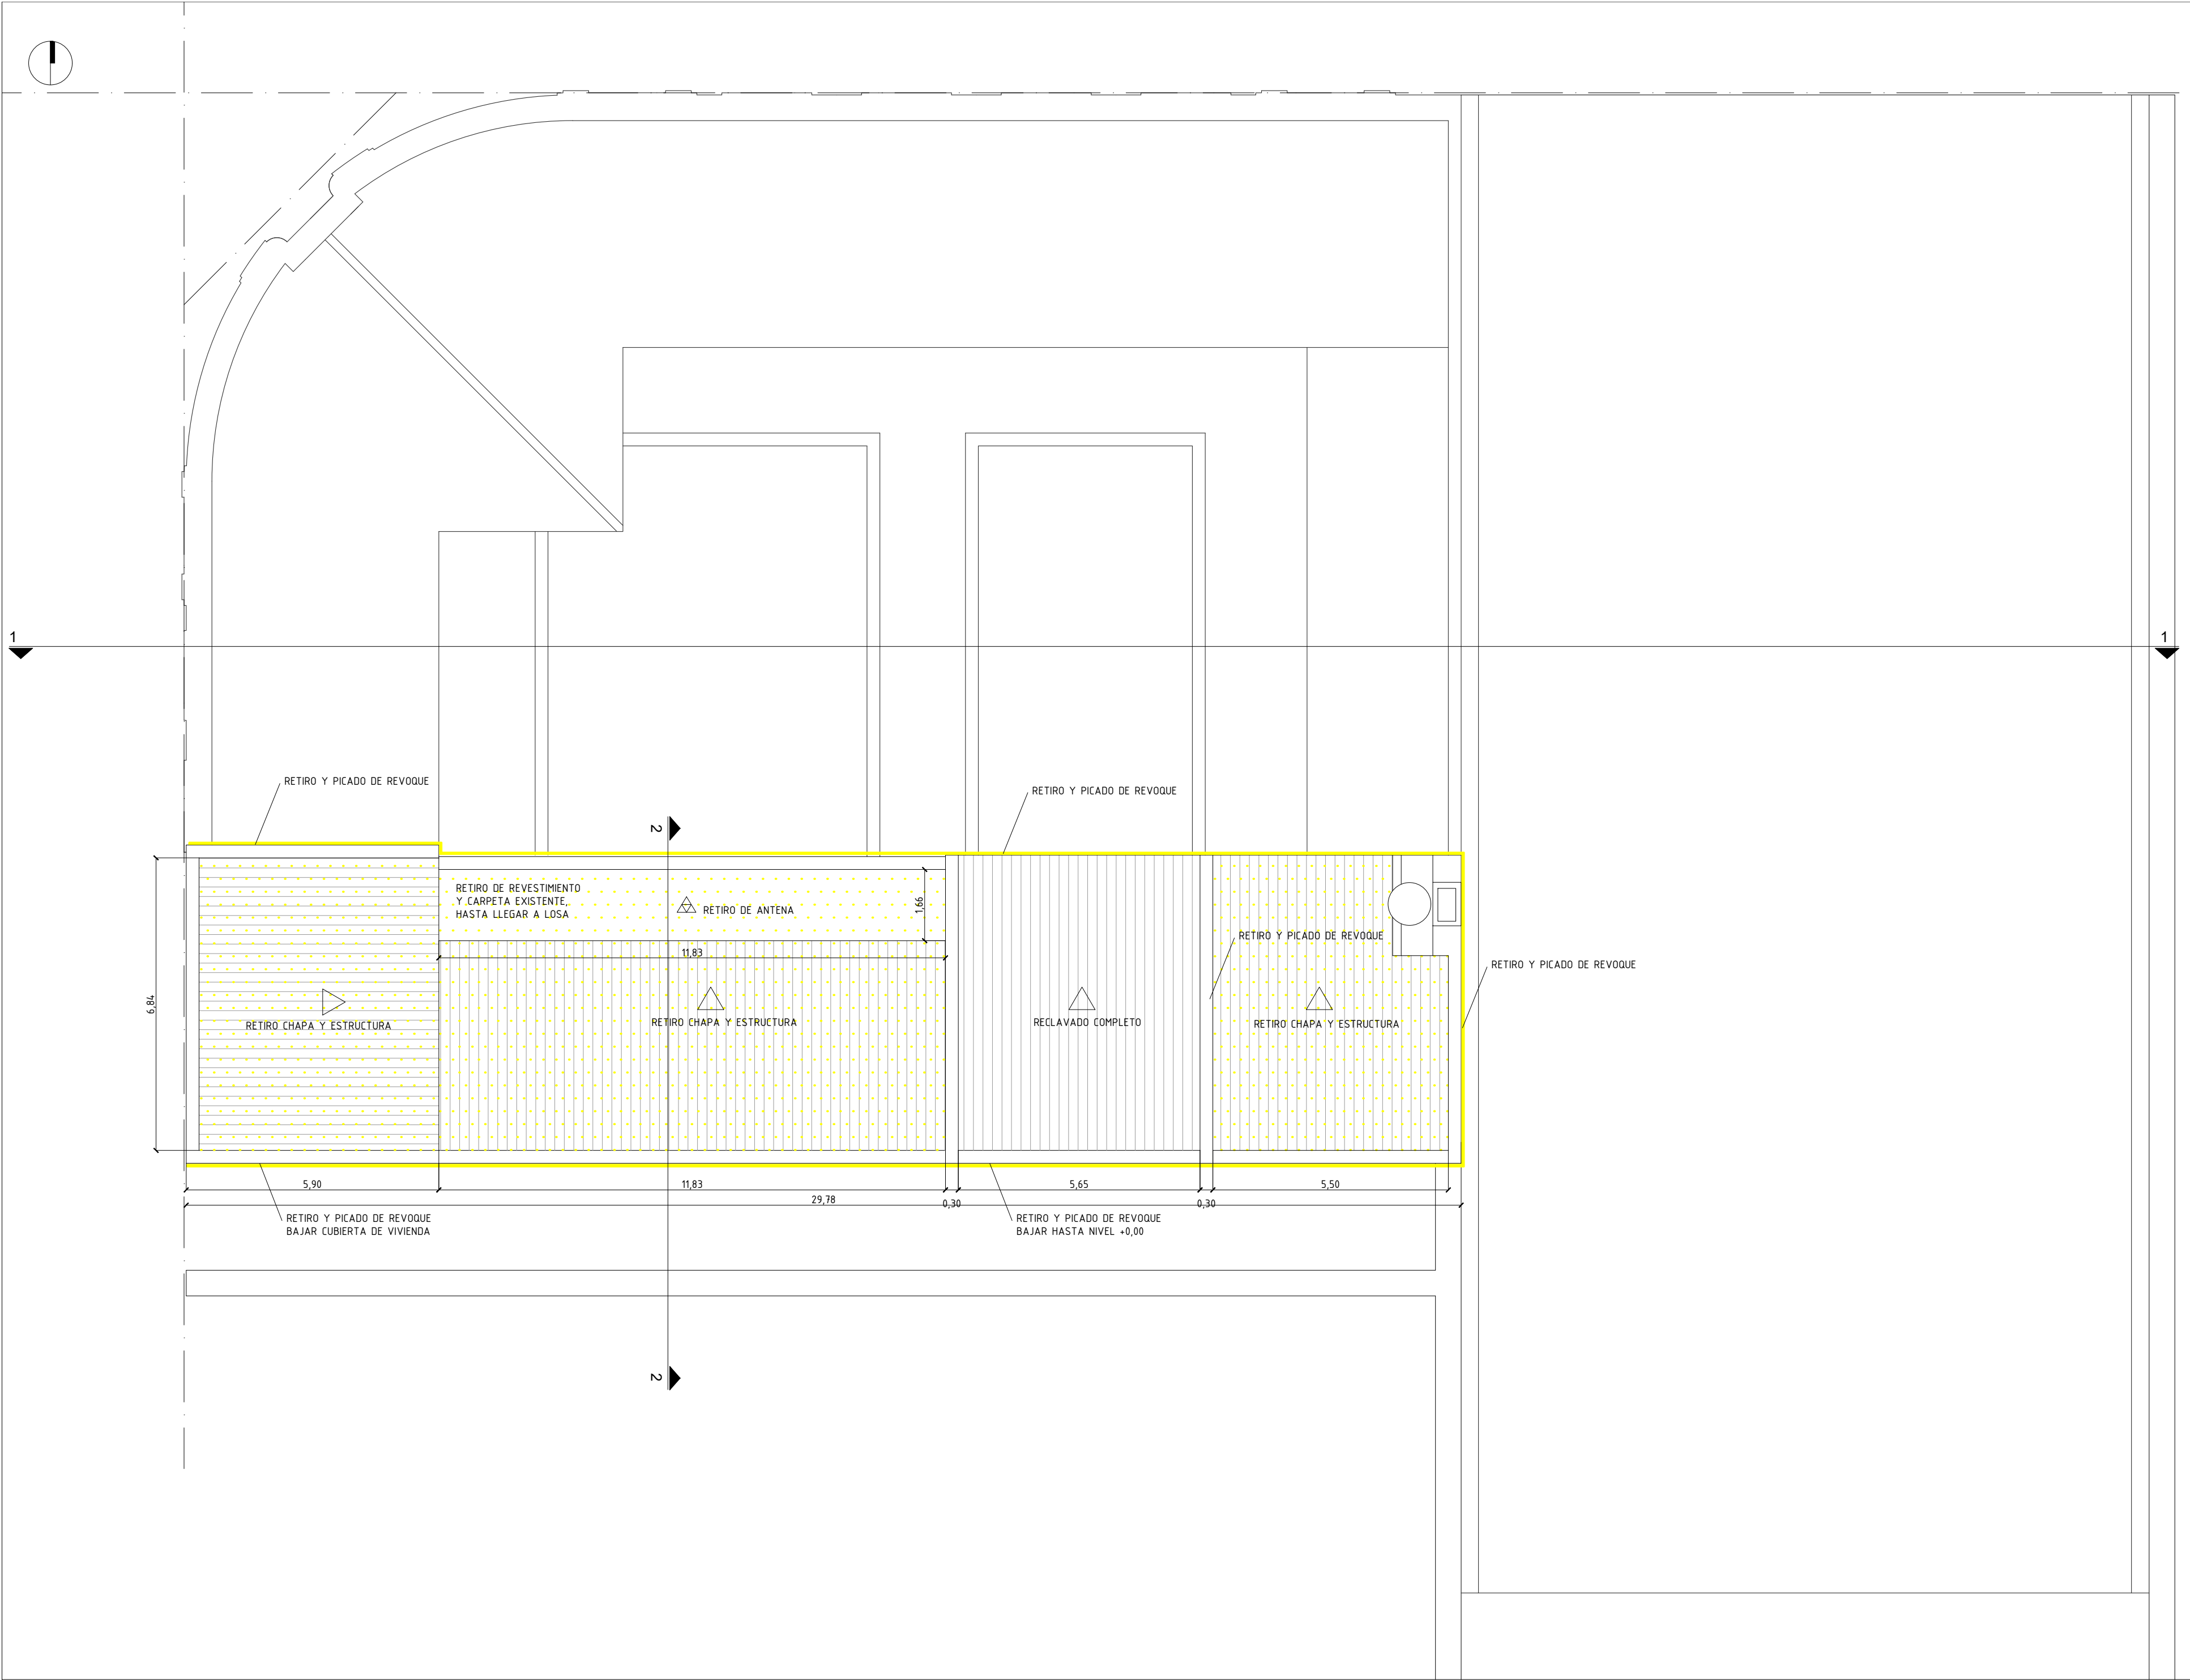 1
1
RETIRO Y PICADO DE REVOQUE
RETIRO Y PICADO DE REVOQUE
2
RETIRO DE REVESTIMIENTO
Y CARPETA EXISTENTE,
HASTA LLEGAR A LOSA
RETIRO DE ANTENA
1,66
RETIRO Y PICADO DE REVOQUE
11,83
RETIRO Y PICADO DE REVOQUE
6,84
RETIRO CHAPA Y ESTRUCTURA
RETIRO CHAPA Y ESTRUCTURA
RECLAVADO COMPLETO
RETIRO CHAPA Y ESTRUCTURA
5,90
11,83
5,65
5,50
29,78
0,30
0,30
RETIRO Y PICADO DE REVOQUE
BAJAR CUBIERTA DE VIVIENDA
RETIRO Y PICADO DE REVOQUE
BAJAR HASTA NIVEL +0,00
2